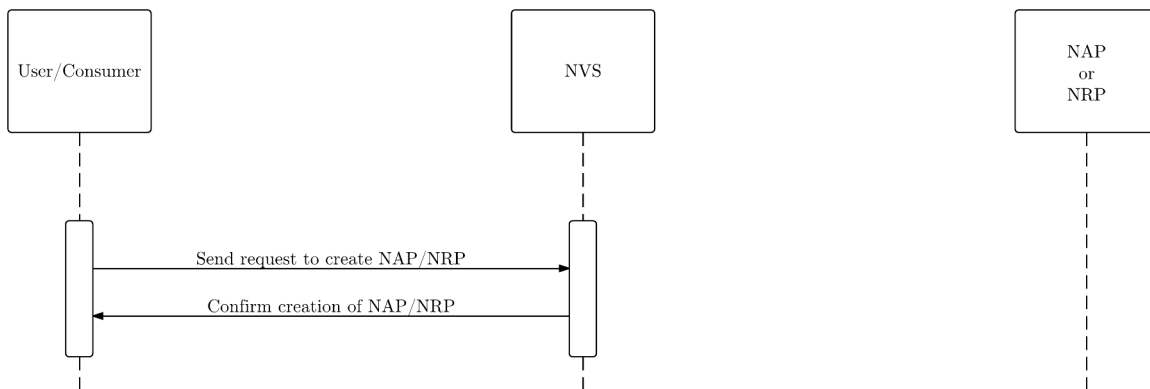 User/Consumer
NVS
NAP
or
NRP
Send request to create NAP/NRP
Confirm creation of NAP/NRP